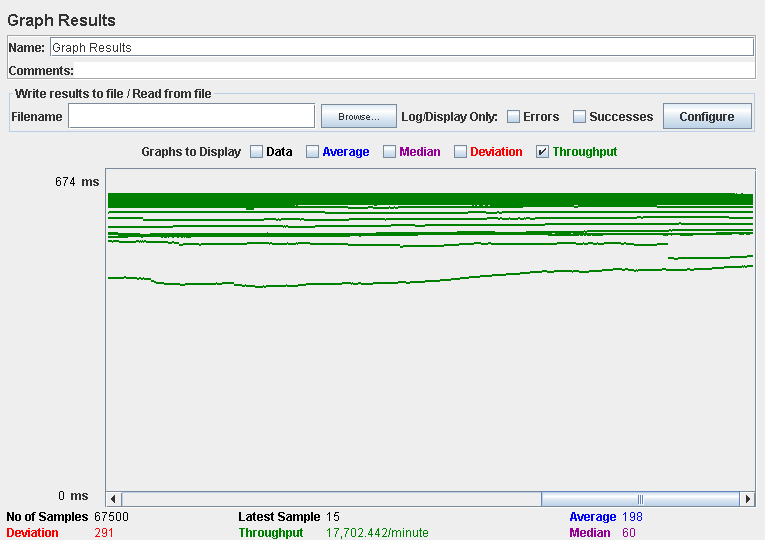 Graph Results
Name: Graph Results
Comments:
Write results to file / Read from file
Filename Browse... Log/Display Only: Errors Successes Configure
Graphs to Display Data Average Median Deviation Throughput
674 ms
0 ms
No of Samples 67500 Latest Sample 15 Average 198
Deviation 291 Throughput 17,702.442/minute Median 60